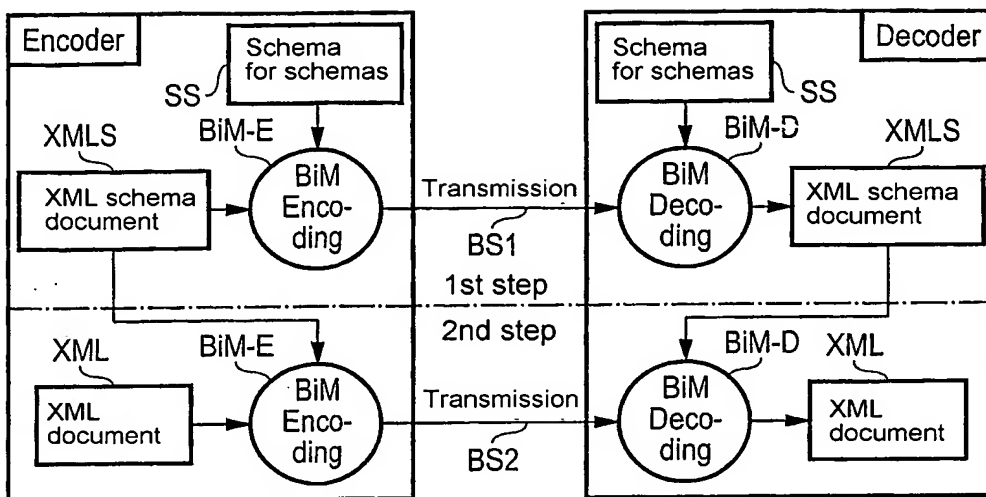 Encoder
Schema
for schemas
SS
XMLS
BiM-E
XML schema
document
BiM
Enco-
ding
Transmission
BS1
1st step
Decoder
Schema
for schemas
SS
BiM-D
XMLS
BiM
Deco-
ding
XML schema
document
2nd step
XML
BiM-E
XML
document
BiM
Enco-
ding
Transmission
BS2
BiM-D
XML
BiM
Deco-
ding
XML
document